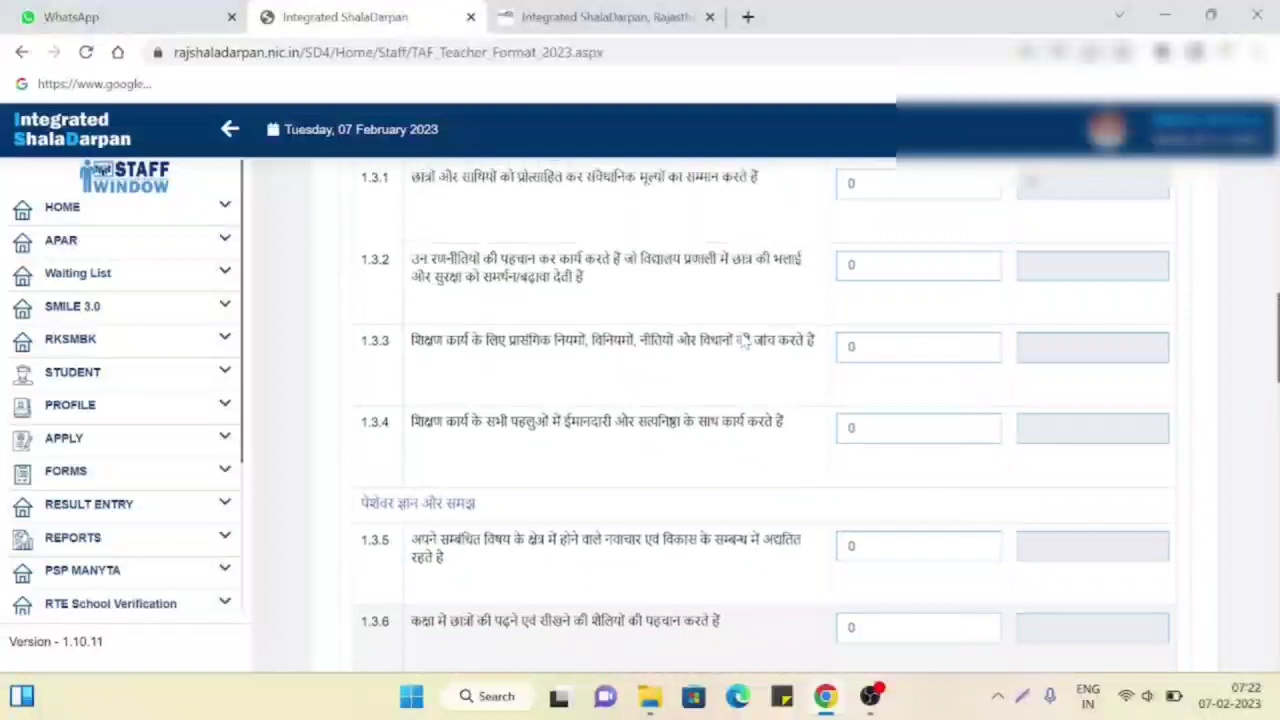 WhatsApp
Integrated ShalaDarpan
Integrated ShalaDarpan, Rajasth
rajshaladarpan.nic.in/SD4/Home/Staff/TAF_Teacher_Format_2023.aspx
https://www.google...
Integrated
ShalaDarpan
Tuesday, 07 February 2023
STAFF
WINDOW
HOME
APAR
Waiting List
SMILE 3.0
RKSMBK
STUDENT
PROFILE
APPLY
FORMS
RESULT ENTRY
REPORTS
PSP MANYTA
RTE School Verification
Version - 1.10.11
1.3.1 छात्रों और साथियों को प्रोत्साहित कर संवैधानिक मूल्यों का सम्मान करते हैं 0
1.3.2 उन रणनीतियों की पहचान कर कार्य करते हैं जो विद्यालय प्रणाली में छात्र की भलाई 0
और सुरक्षा को समर्थन/बढ़ावा देती हैं
1.3.3 शिक्षण कार्य के लिए प्रासंगिक नियमों, विनियमों, नीतियों और विधानों की जांच करते हैं 0
1.3.4 शिक्षण कार्य के सभी पहलुओं में ईमानदारी और सत्यनिष्ठा के साथ कार्य करते हैं 0
पेशेवर ज्ञान और समझ
1.3.5 अपने सम्बंधित विषय के क्षेत्र में होने वाले नवाचार एवं विकास के सम्बन्ध में अद्यतित 0
रहते है
1.3.6 कक्षा में छात्रों की पढ़ने एवं सीखने की शैलियों की पहचान करते हैं 0
Search
ENG
IN
07:22
07-02-2023